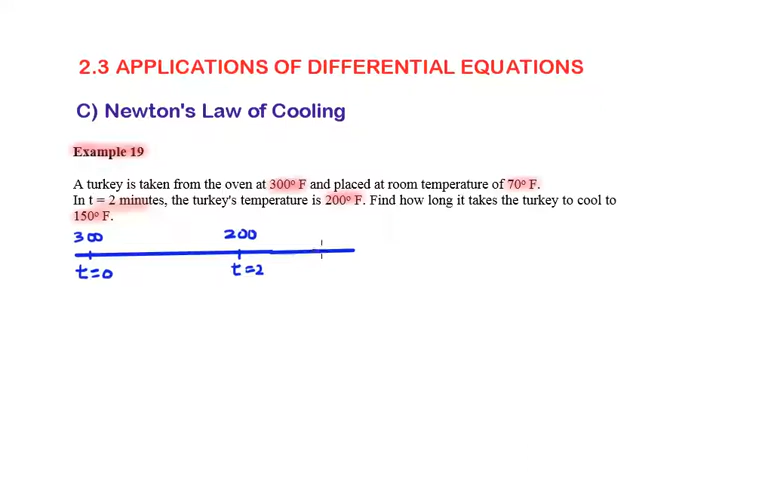 2.3 APPLICATIONS OF DIFFERENTIAL EQUATIONS
C) Newton's Law of Cooling
Example 19
A turkey is taken from the oven at 300° F and placed at room temperature of 70° F.
In t = 2 minutes, the turkey's temperature is 200° F. Find how long it takes the turkey to cool to
150° F.
300 200
t=0 t=2